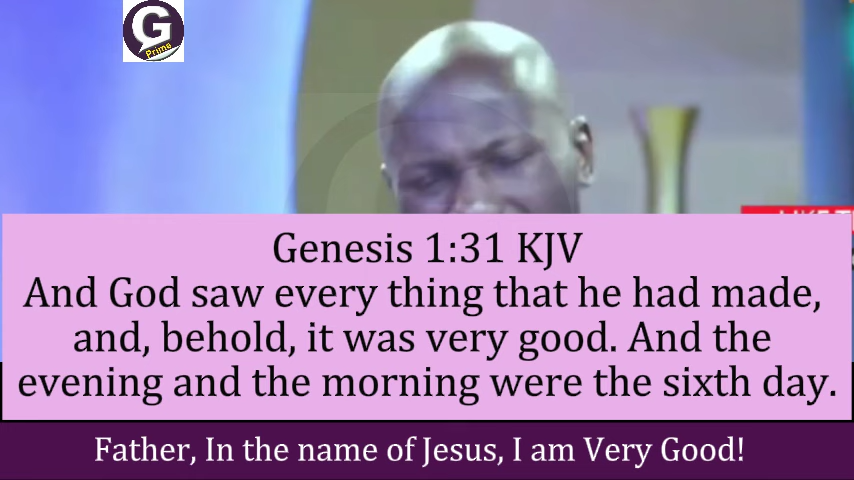 G
Prime
Genesis 1:31 KJV
And God saw every thing that he had made,
and, behold, it was very good. And the
evening and the morning were the sixth day.
Father, In the name of Jesus, I am Very Good!